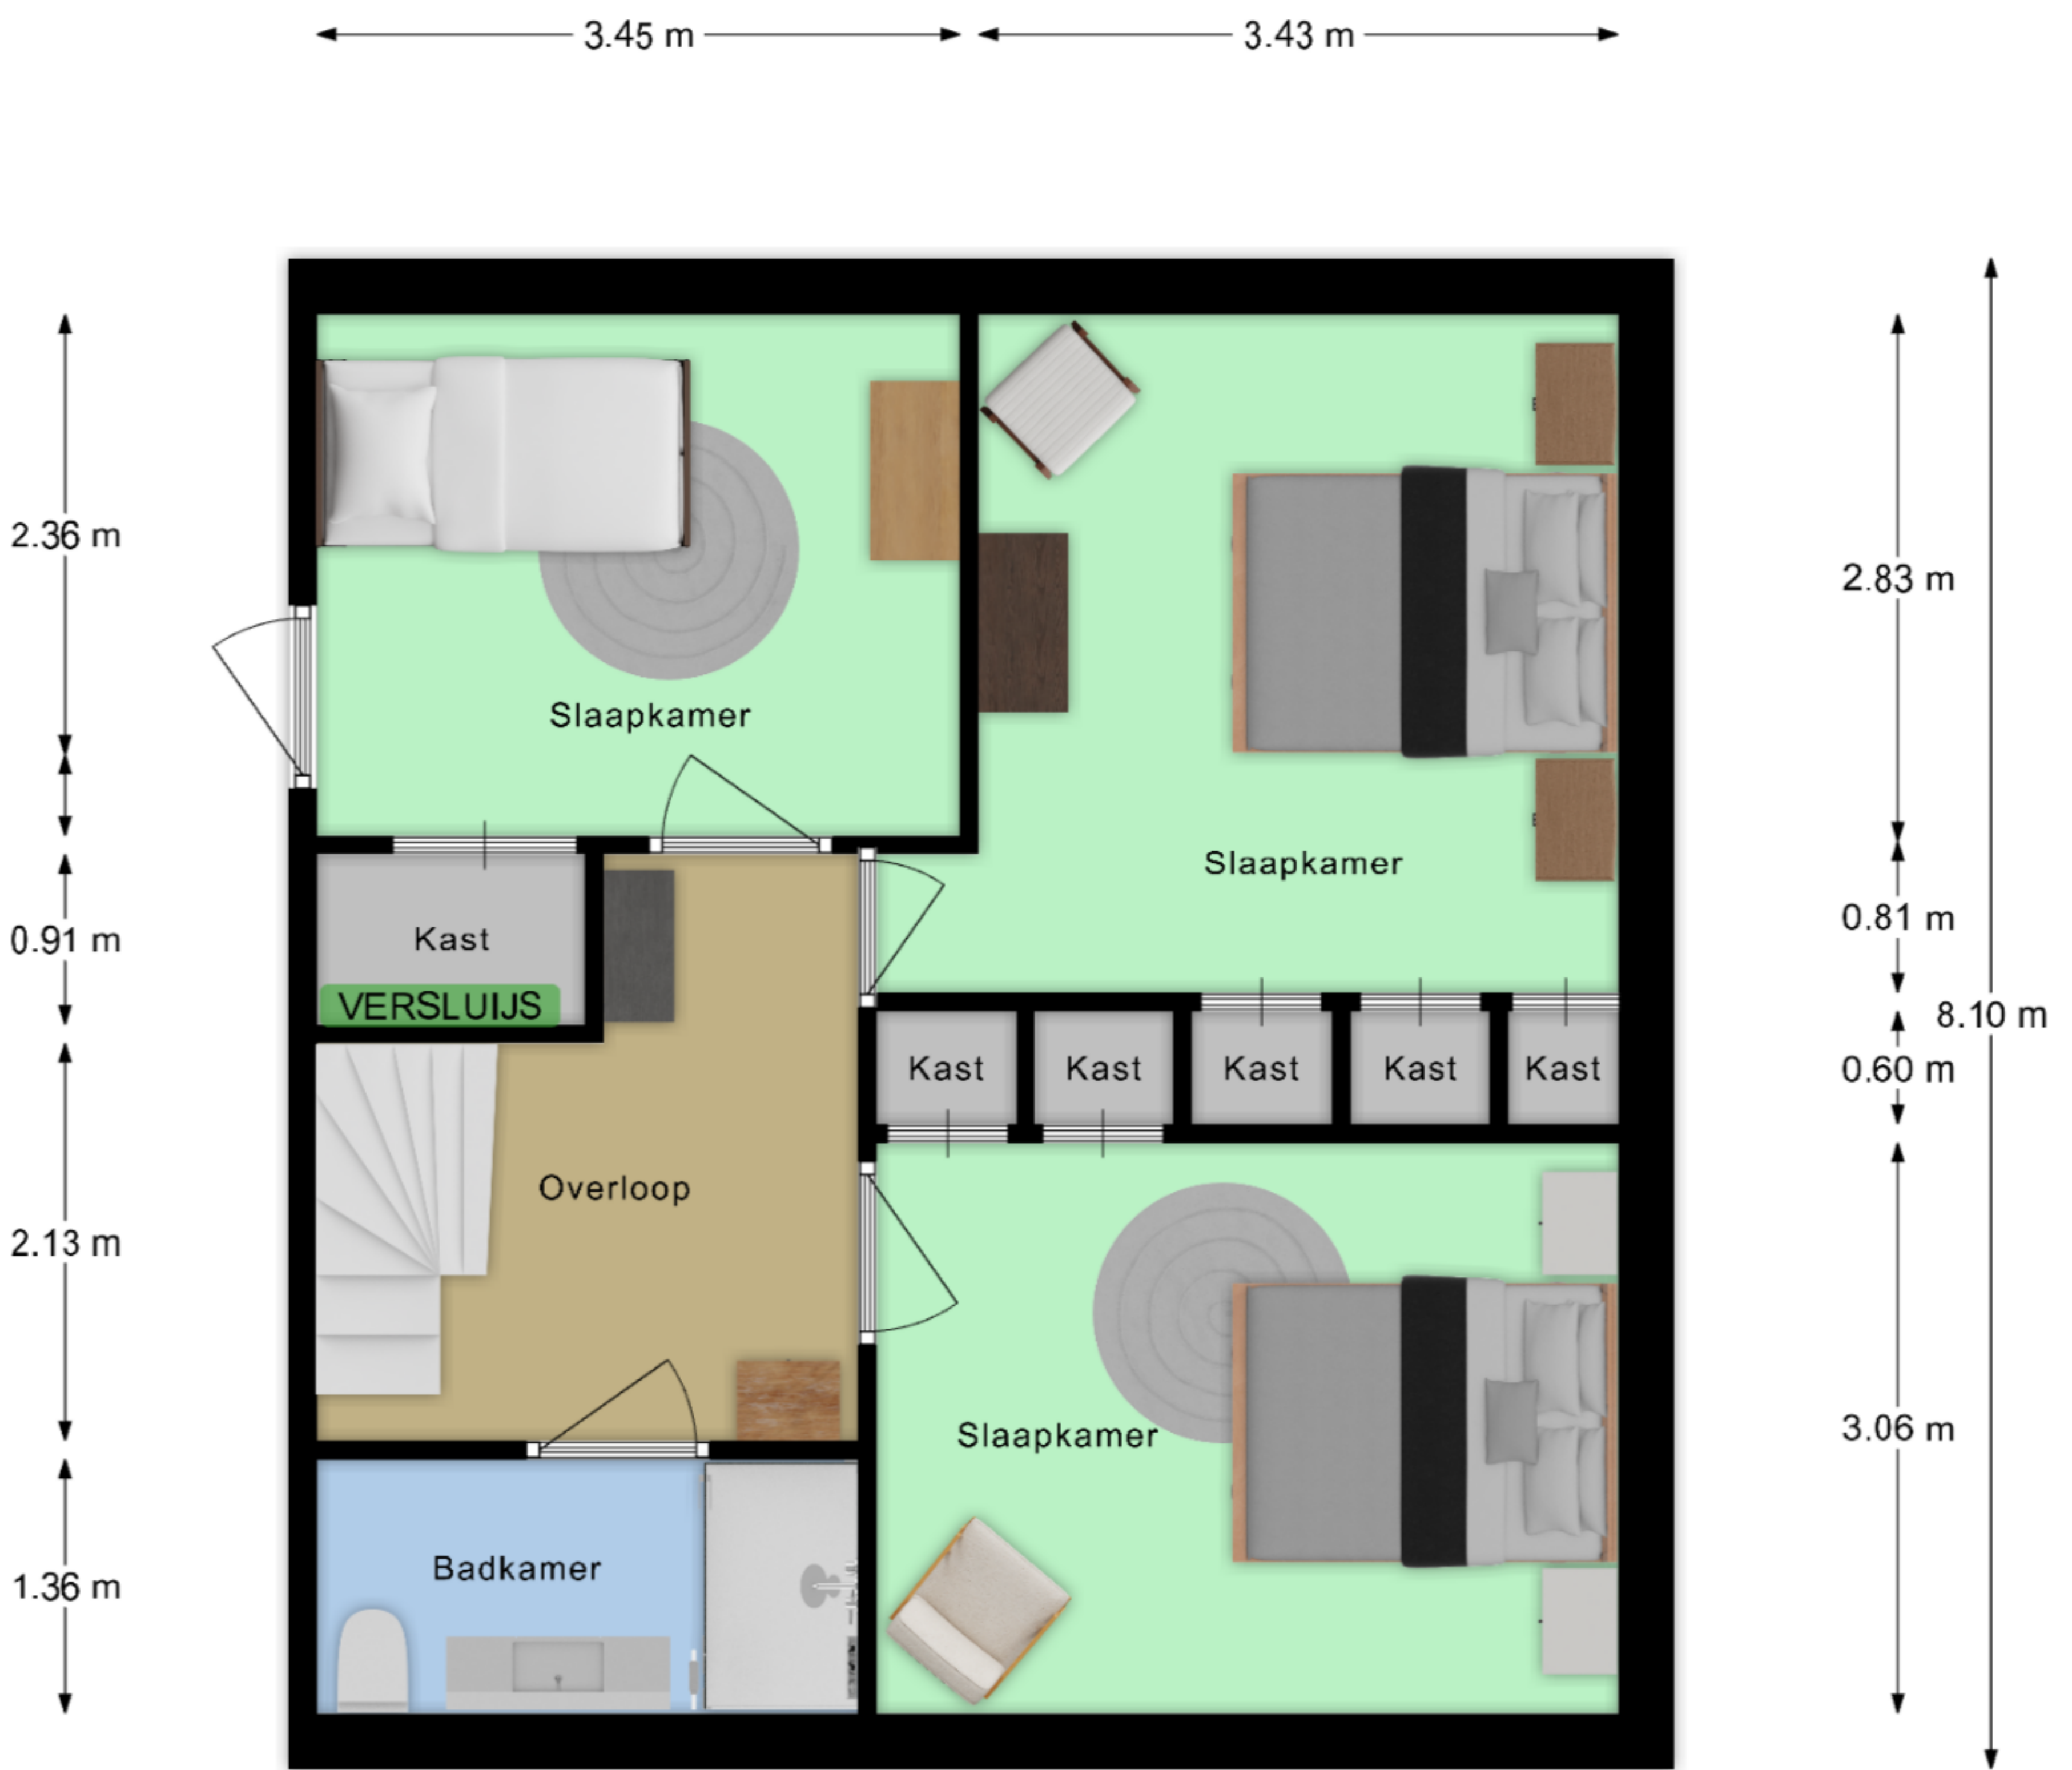 3.45 m
3.43 m
2.36 m
2.83 m
Slaapkamer
Slaapkamer
0.91 m
Kast
0.81 m
VERSLUIJS
8.10 m
Kast
Kast
Kast
Kast
Kast
0.60 m
Overloop
2.13 m
3.06 m
Slaapkamer
Badkamer
1.36 m